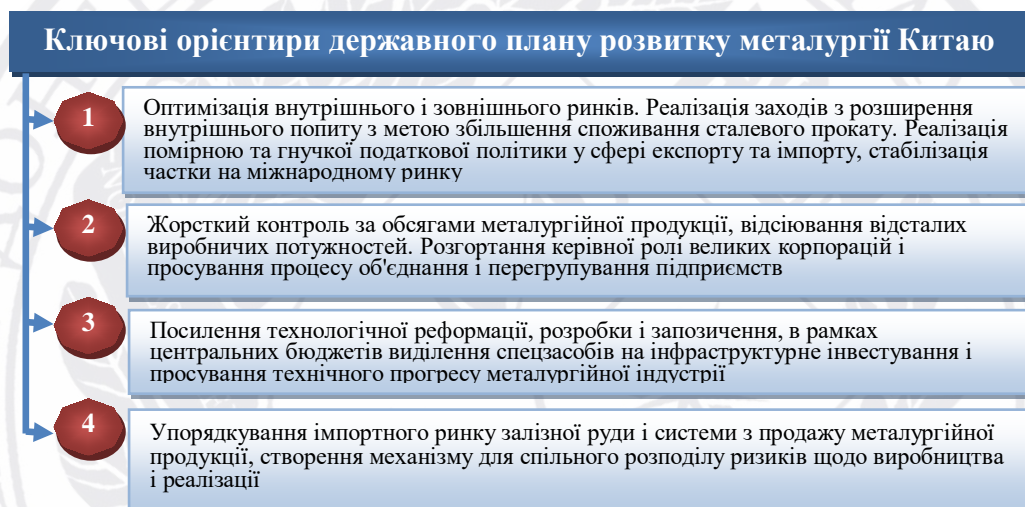 Ключові орієнтири державного плану розвитку металургії Китаю
1
Оптимізація внутрішнього і зовнішнього ринків. Реалізація заходів з розширення
внутрішнього попиту з метою збільшення споживання сталевого прокату. Реалізація
помірною та гнучкої податкової політики у сфері експорту та імпорту, стабілізація
частки на міжнародному ринку
2
Жорсткий контроль за обсягами металургійної продукції, відсіювання відсталих
виробничих потужностей. Розгортання керівної ролі великих корпорацій і
просування процесу об'єднання і перегрупування підприємств
3
Посилення технологічної реформації, розробки і запозичення, в рамках
центральних бюджетів виділення спецзасобів на інфраструктурне інвестування і
просування технічного прогресу металургійної індустрії
4
Упорядкування імпортного ринку залізної руди і системи з продажу металургійної
продукції, створення механізму для спільного розподілу ризиків щодо виробництва
і реалізації